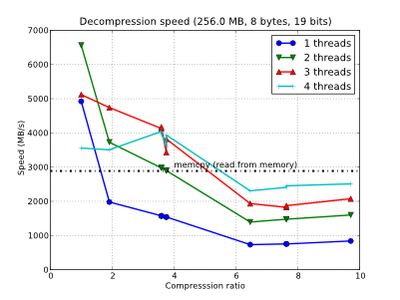 Decompression speed (256.0 MB, 8 bytes, 19 bits)
7000
6000
5000
4000
3000
2000
1000
0
Speed (MB/s)
1 threads
2 threads
3 threads
4 threads
memcpy (read from memory)
0 2 4 6 8 10
Compresssion ratio